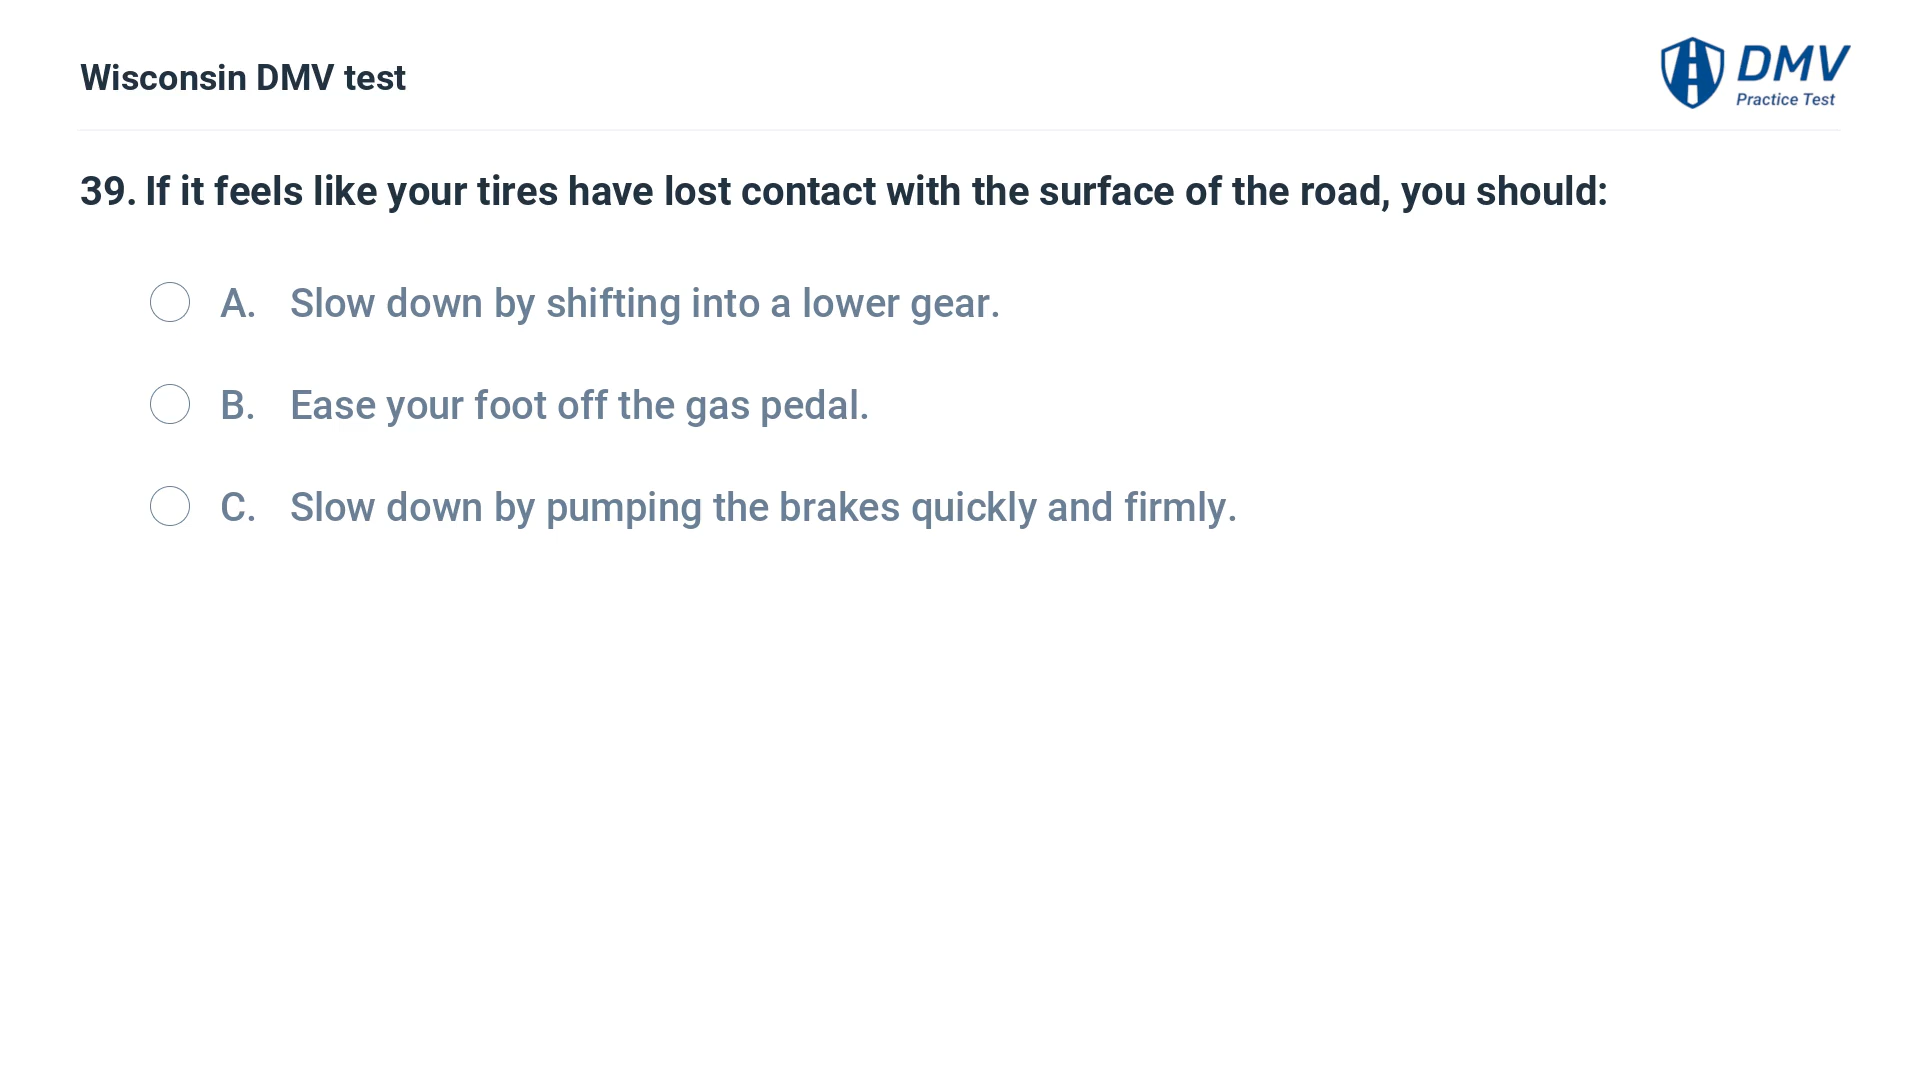 Wisconsin DMV test
DMV
Practice Test
39. If it feels like your tires have lost contact with the surface of the road, you should:
A. Slow down by shifting into a lower gear.
B. Ease your foot off the gas pedal.
C. Slow down by pumping the brakes quickly and firmly.